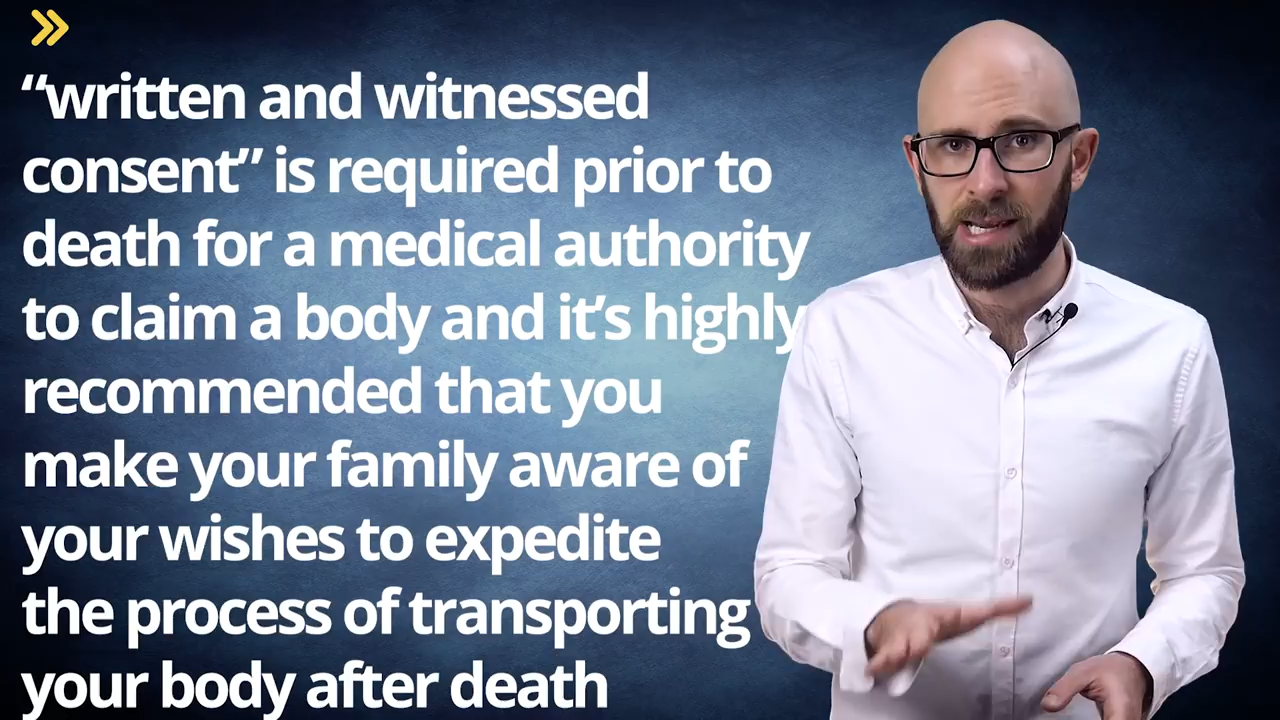 “written and witnessed
consent” is required prior to
death for a medical authority
to claim a body and it’s highly
recommended that you
make your family aware of
your wishes to expedite
the process of transporting
your body after death